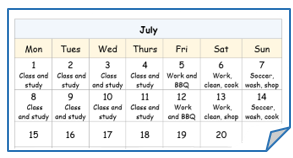 July
Mon Tues Wed Thurs Fri Sat Sun
1 2 3 4 5 6 7
Class and Class and Class and Class and Work and Work, Soccer,
study study study study BBQ clean, cook wash, shop
8 9 10 11 12 13 14
Class Class Class and Class and Work Work, Soccer,
and study and study study study and BBQ clean, shop wash, cook
15 16 17 18 19 20